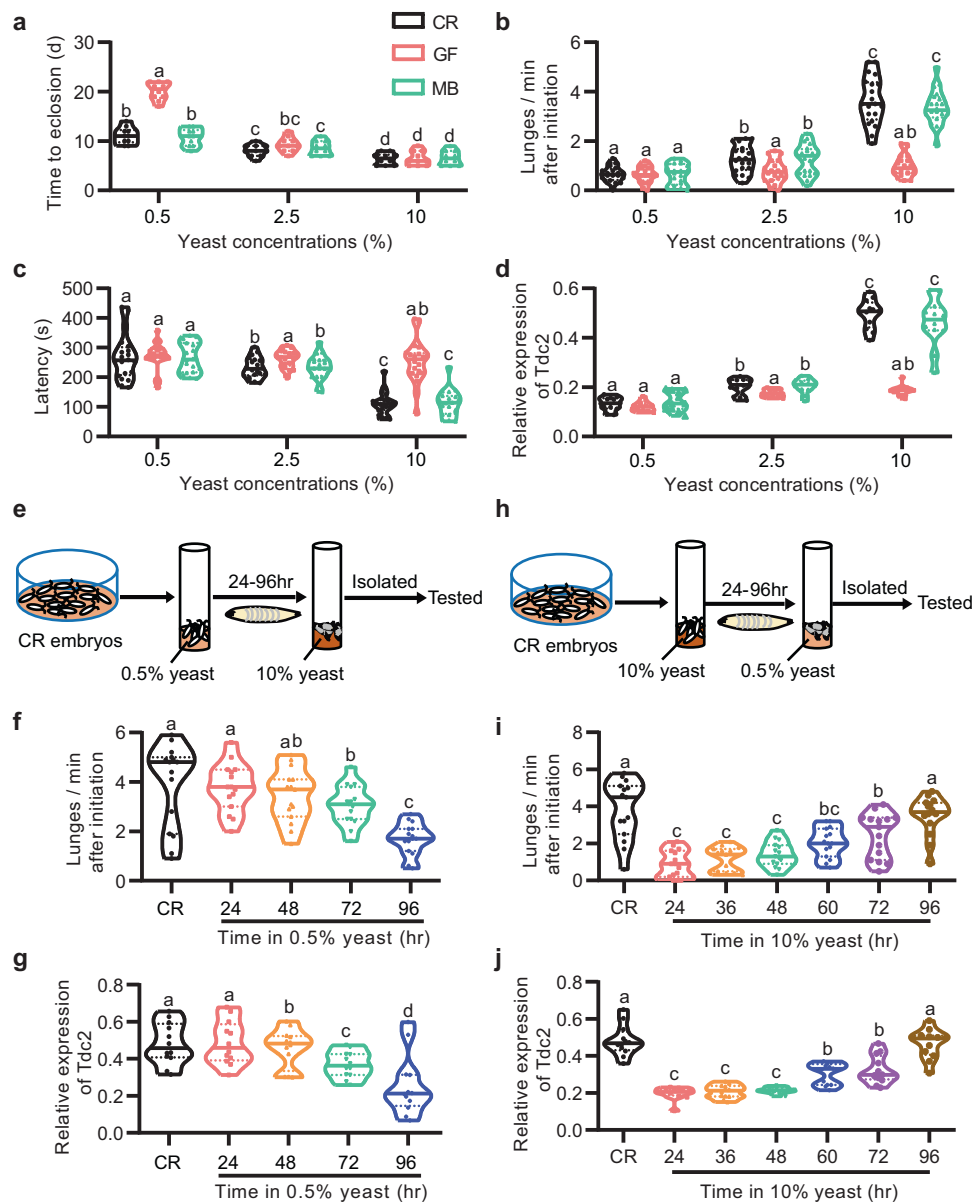 a
CR
GF
MB
Time to eclosion (d)
30
20
10
0
b
a
b
c
bc
c
d
d
d
0.5
2.5
10
Yeast concentrations (%)
b
Lunges / min
after initiation
6
4
2
0
a
a
a
b
a
b
c
ab
c
0.5
2.5
10
Yeast concentrations (%)
c
Latency (s)
500
400
300
200
100
0
a
a
a
b
a
b
c
ab
c
0.5
2.5
10
Yeast concentrations (%)
d
Relative expression
of Tdc2
0.6
0.4
0.2
0.0
a
a
a
b
a
b
c
ab
c
0.5
2.5
10
Yeast concentrations (%)
e
CR embryos
0.5% yeast
24-96hr
10% yeast
Isolated
Tested
h
CR embryos
10% yeast
24-96hr
0.5% yeast
Isolated
Tested
f
Lunges / min
after initiation
6
4
2
0
a
a
ab
b
c
CR
24
48
72
96
Time in 0.5% yeast (hr)
i
Lunges / min
after initiation
8
6
4
2
0
a
c
c
c
bc
b
a
CR
24
36
48
60
72
96
Time in 10% yeast (hr)
g
Relative expression
of Tdc2
0.8
0.6
0.4
0.2
0.0
a
a
b
c
d
CR
24
48
72
96
Time in 0.5% yeast (hr)
j
Relative expression
of Tdc2
0.8
0.6
0.4
0.2
0.0
a
c
c
c
b
b
a
CR
24
36
48
60
72
96
Time in 10% yeast (hr)